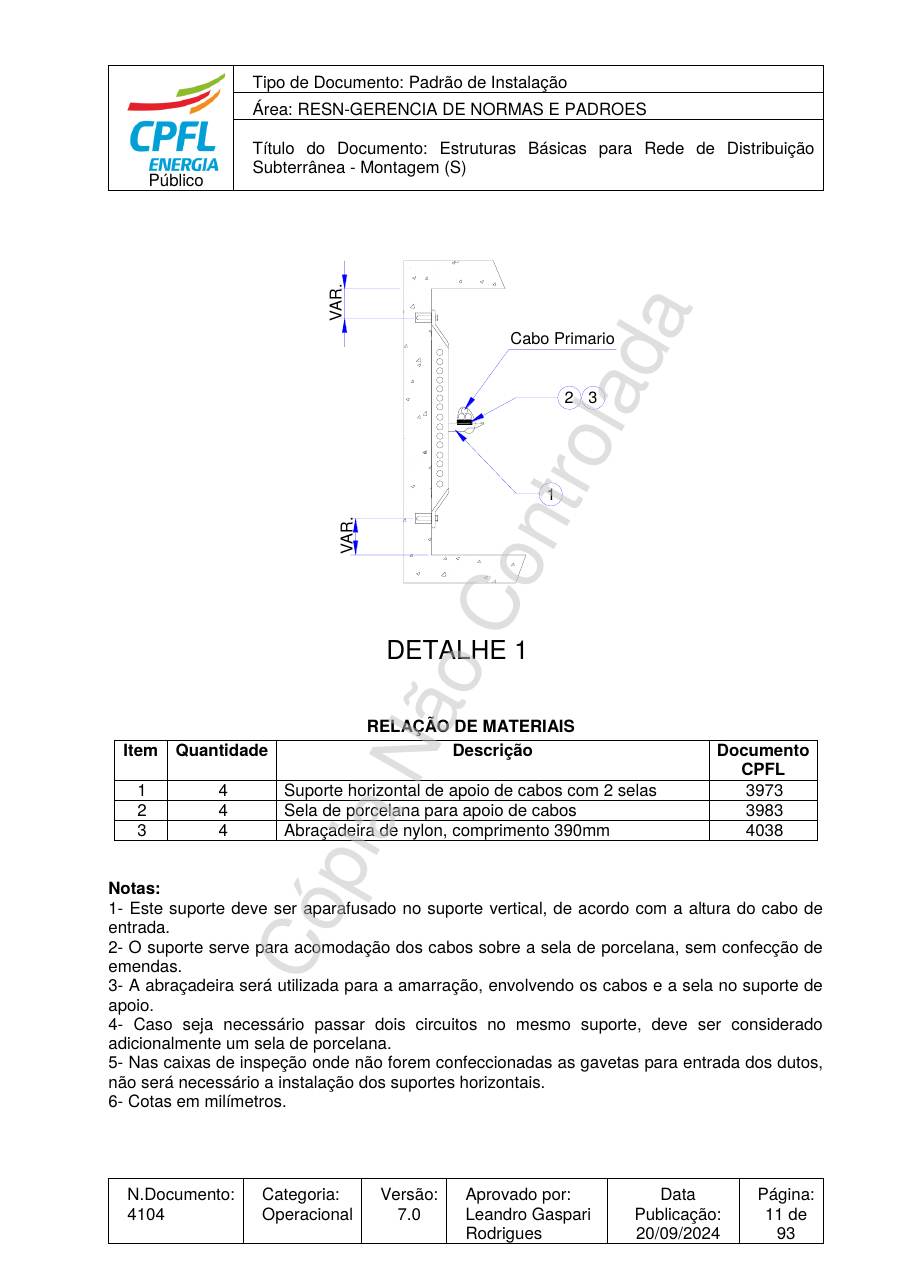 Tipo de Documento: Padrão de Instalação
Área: RESN-GERENCIA DE NORMAS E PADROES
Título do Documento: Estruturas Básicas para Rede de Distribuição
Subterrânea - Montagem (S)
CPFL
ENERGIA
Público
VAR.
Cabo Primario
2 3
1
VAR.
DETALHE 1
RELAÇÃO DE MATERIAIS
Item Quantidade Descrição Documento
CPFL
1 4 Suporte horizontal de apoio de cabos com 2 selas 3973
2 4 Sela de porcelana para apoio de cabos 3983
3 4 Abraçadeira de nylon, comprimento 390mm 4038
Notas:
1- Este suporte deve ser aparafusado no suporte vertical, de acordo com a altura do cabo de
entrada.
2- O suporte serve para acomodação dos cabos sobre a sela de porcelana, sem confecção de
emendas.
3- A abraçadeira será utilizada para a amarração, envolvendo os cabos e a sela no suporte de
apoio.
4- Caso seja necessário passar dois circuitos no mesmo suporte, deve ser considerado
adicionalmente um sela de porcelana.
5- Nas caixas de inspeção onde não forem confeccionadas as gavetas para entrada dos dutos,
não será necessário a instalação dos suportes horizontais.
6- Cotas em milímetros.
Cópia Não Controlada
N.Documento: Categoria: Versão: Aprovado por: Data Página:
4104 Operacional 7.0 Leandro Gaspari Publicação: 11 de
Rodrigues 20/09/2024 93